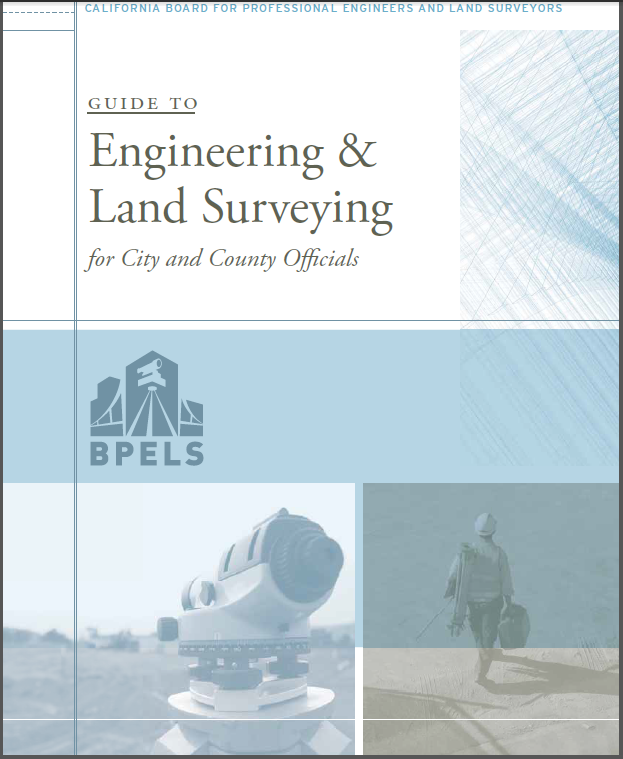 CALIFORNIA BOARD FOR PROFESSIONAL ENGINEERS AND LAND SURVEYORS
GUIDE TO
Engineering &
Land Surveying
for City and County Officials
BPELS